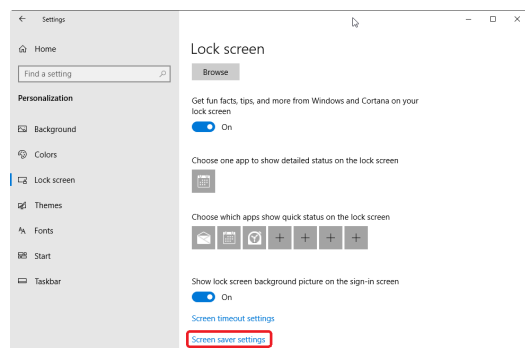 Settings
Home
Find a setting
Personalization
Background
Colors
Lock screen
Themes
Fonts
Start
Taskbar
Lock screen
Browse
Get fun facts, tips, and more from Windows and Cortana on your
lock screen
On
Choose one app to show detailed status on the lock screen
Choose which apps show quick status on the lock screen
Show lock screen background picture on the sign-in screen
On
Screen timeout settings
Screen saver settings